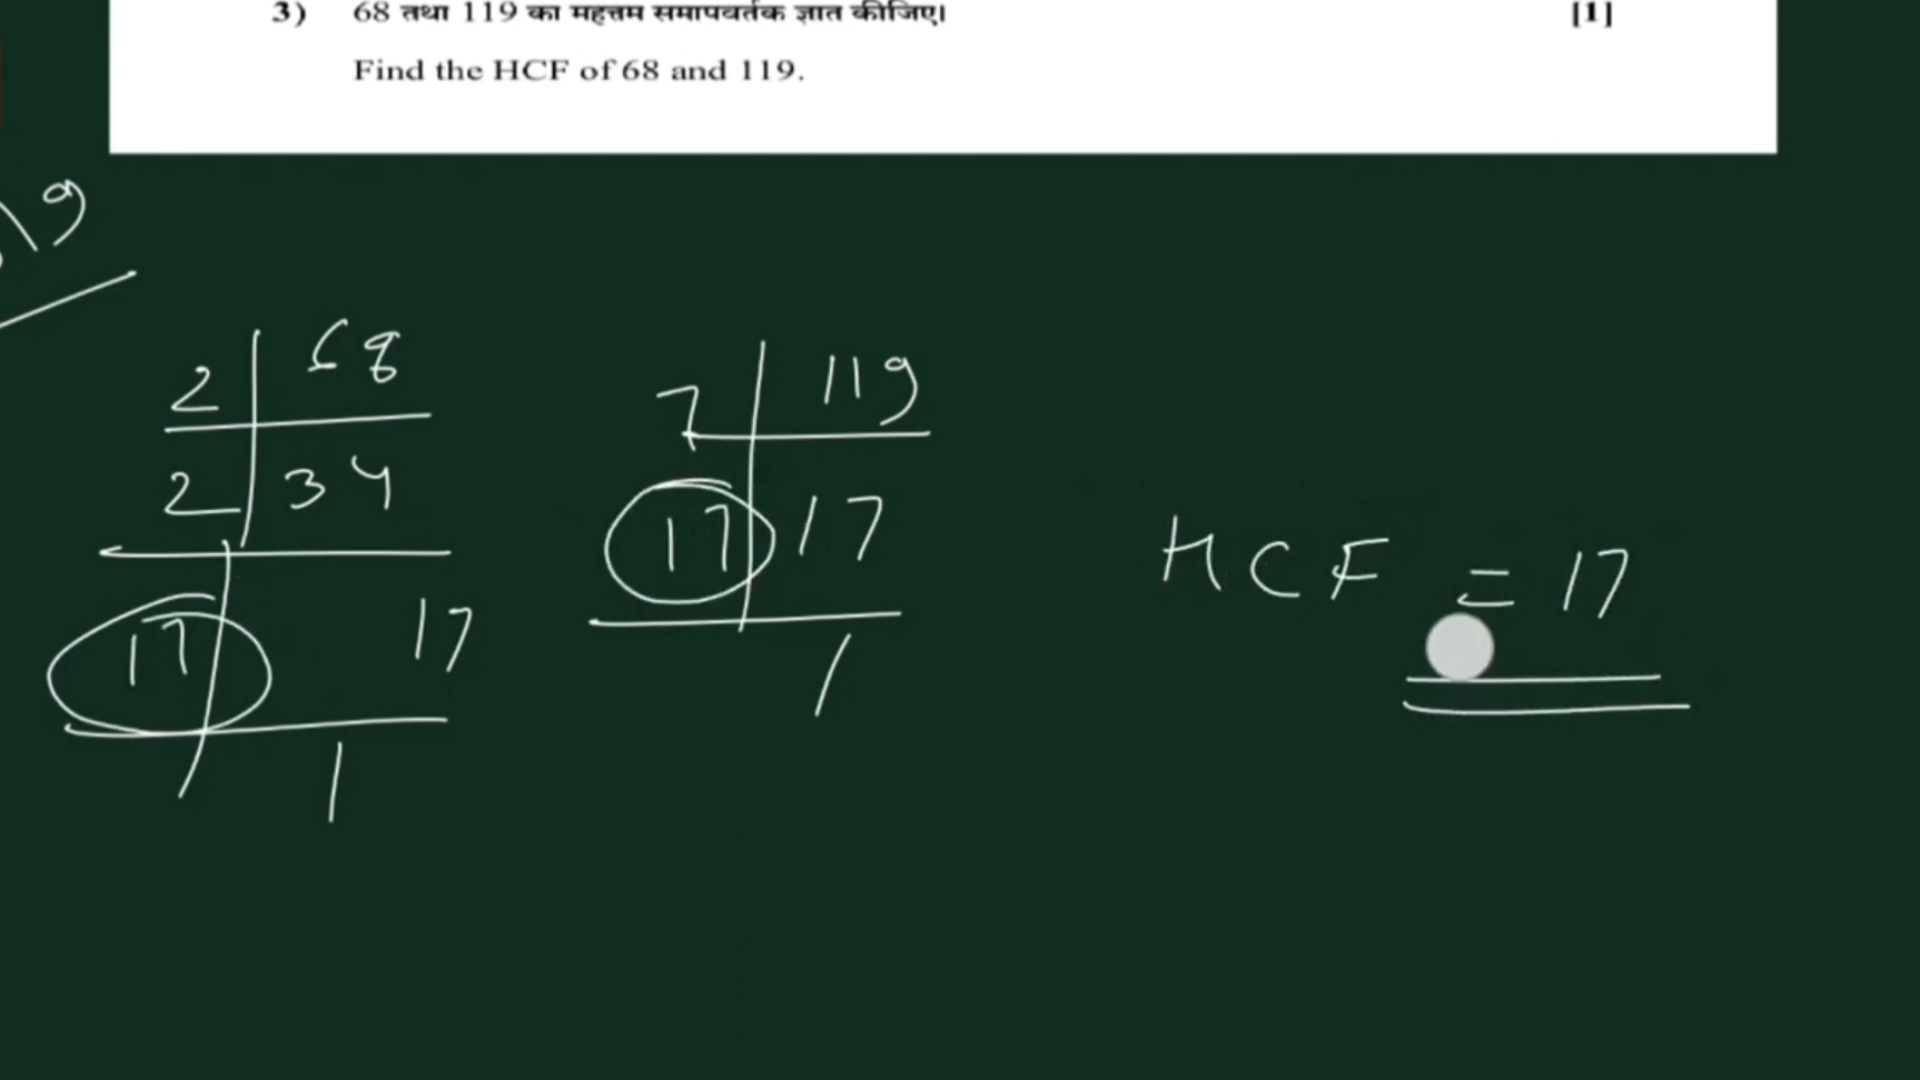 3) 68 तथा 119 का महत्तम समापवर्तक ज्ञात कीजिए। [1]
Find the HCF of 68 and 119.
19
2 68
2 34
17 17
1
7 119
17 17
1
HCF = 17